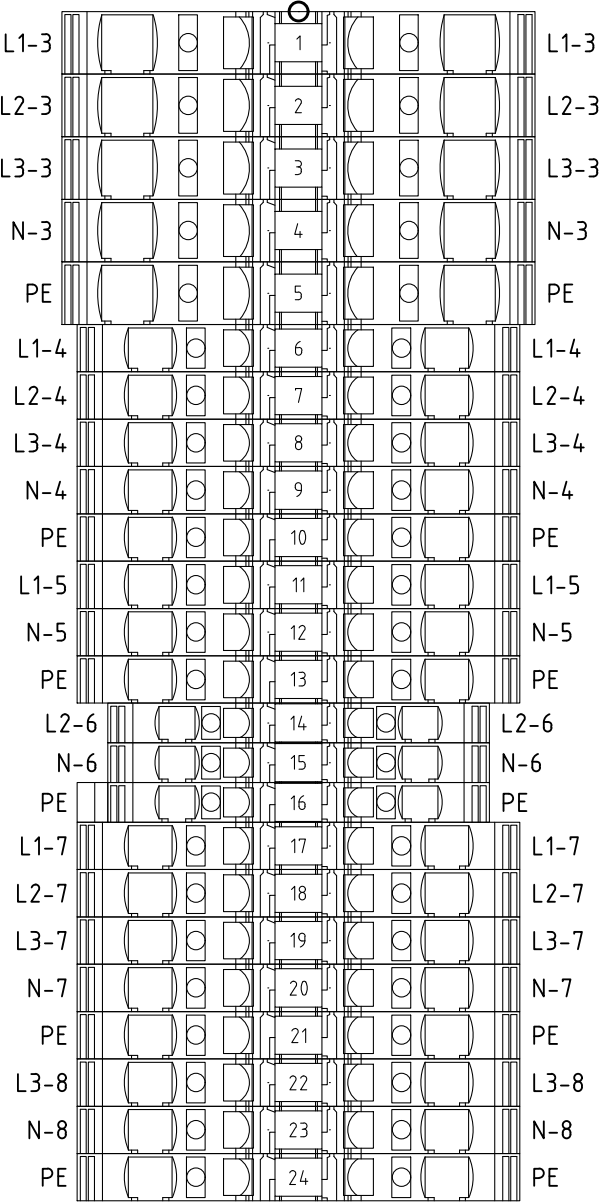 L1-3 1 L1-3
L2-3 2 L2-3
L3-3 3 L3-3
N-3 4 N-3
PE 5 PE
L1-4 6 L1-4
L2-4 7 L2-4
L3-4 8 L3-4
N-4 9 N-4
PE 10 PE
L1-5 11 L1-5
N-5 12 N-5
PE 13 PE
L2-6 14 L2-6
N-6 15 N-6
PE 16 PE
L1-7 17 L1-7
L2-7 18 L2-7
L3-7 19 L3-7
N-7 20 N-7
PE 21 PE
L3-8 22 L3-8
N-8 23 N-8
PE 24 PE